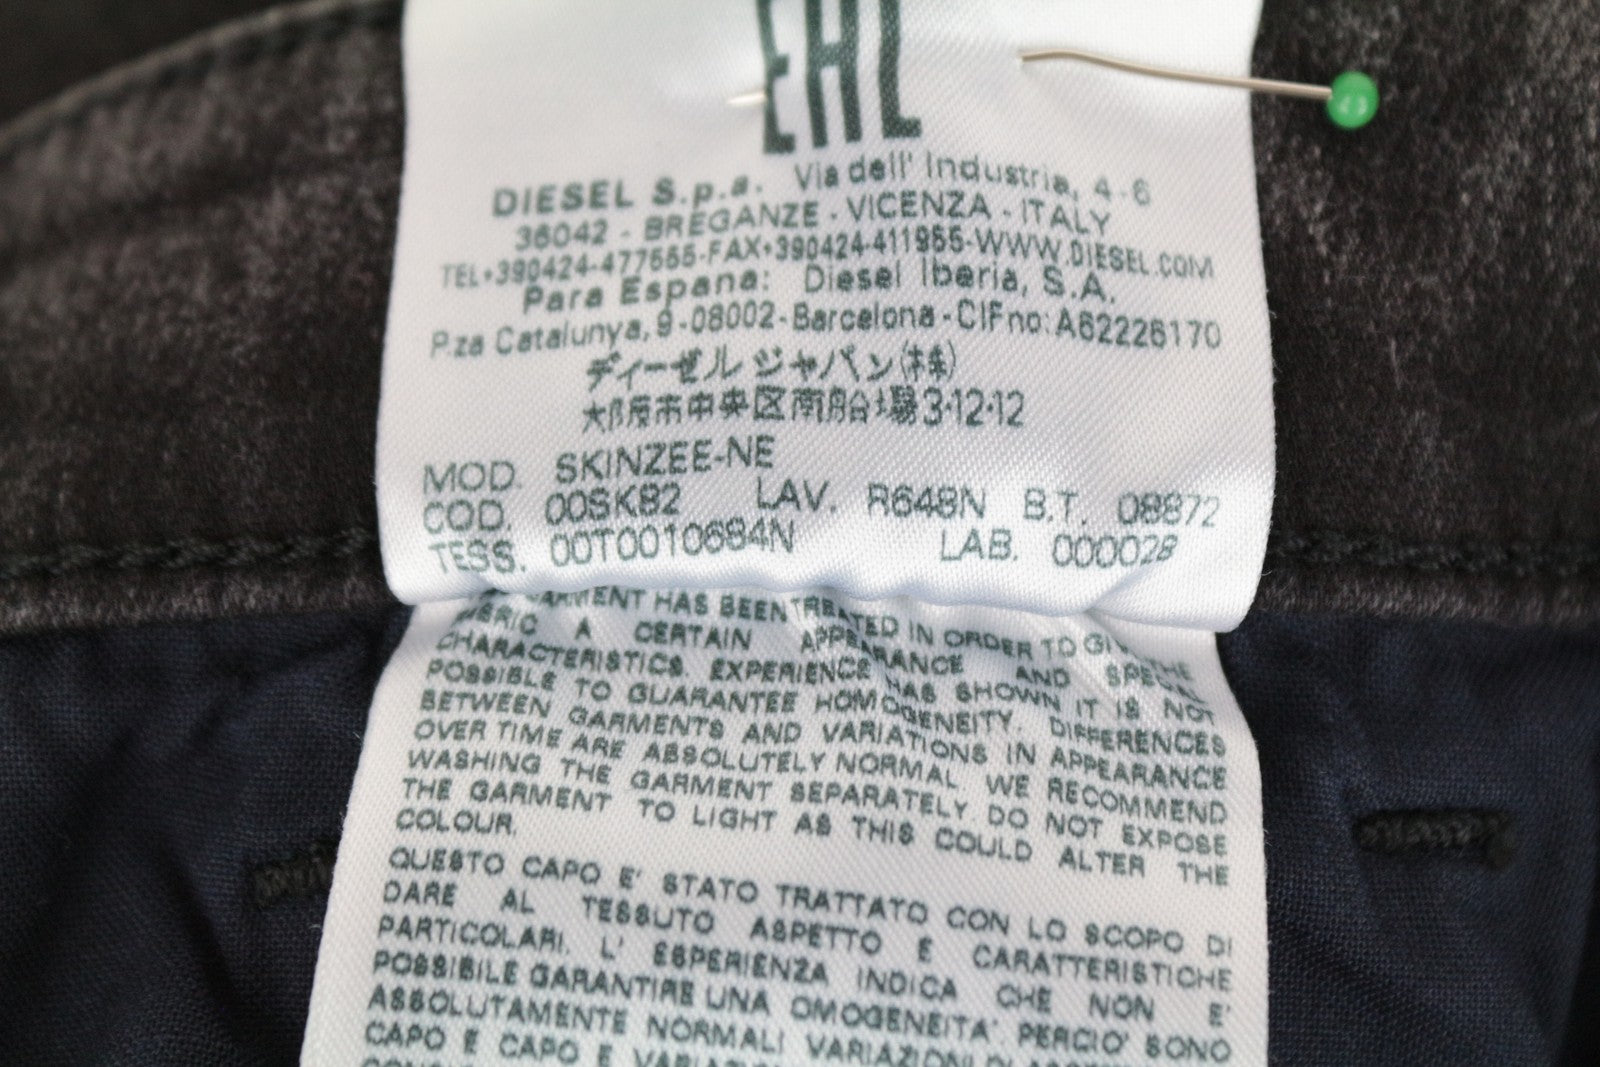 EAC
DIESEL S.p.a. Via dell' Industria, 4-6
36042 - BREGANZE - VICENZA - ITALY
TEL+390424-477555-FAX+390424-411955-WWW.DIESEL.COM
Para Espana: Diesel Iberia, S.A.
P.za Catalunya, 9-08002-Barcelona-CIFno:A62226170
ディーゼル ジャパン(株)
大阪市中央区南船場3-12-12
MOD. SKINZEE-NE
COD. 00SK82 LAV. R648N B.T. 08872
TESS. 00T0010684N LAB. 000028
GARMENT HAS BEEN TREATED IN ORDER TO GIVE THE
FABRIC A CERTAIN APPEARANCE AND SPECIAL
CHARACTERISTICS. EXPERIENCE HAS SHOWN IT IS NOT
POSSIBLE TO GUARANTEE HOMOGENEITY. DIFFERENCES
BETWEEN GARMENTS AND VARIATIONS IN APPEARANCE
OVER TIME ARE ABSOLUTELY NORMAL. WE RECOMMEND
WASHING THE GARMENT SEPARATELY DO NOT EXPOSE
THE GARMENT TO LIGHT AS THIS COULD ALTER THE
COLOUR.
QUESTO CAPO E' STATO TRATTATO CON LO SCOPO DI
DARE AL TESSUTO ASPETTO E CARATTERISTICHE
PARTICOLARI. L' ESPERIENZA INDICA CHE NON E'
POSSIBILE GARANTIRE UNA OMOGENEITA' PERCIO' SONO
ASSOLUTAMENTE NORMALI VARIAZIONI DI
CAPO E CAPO E